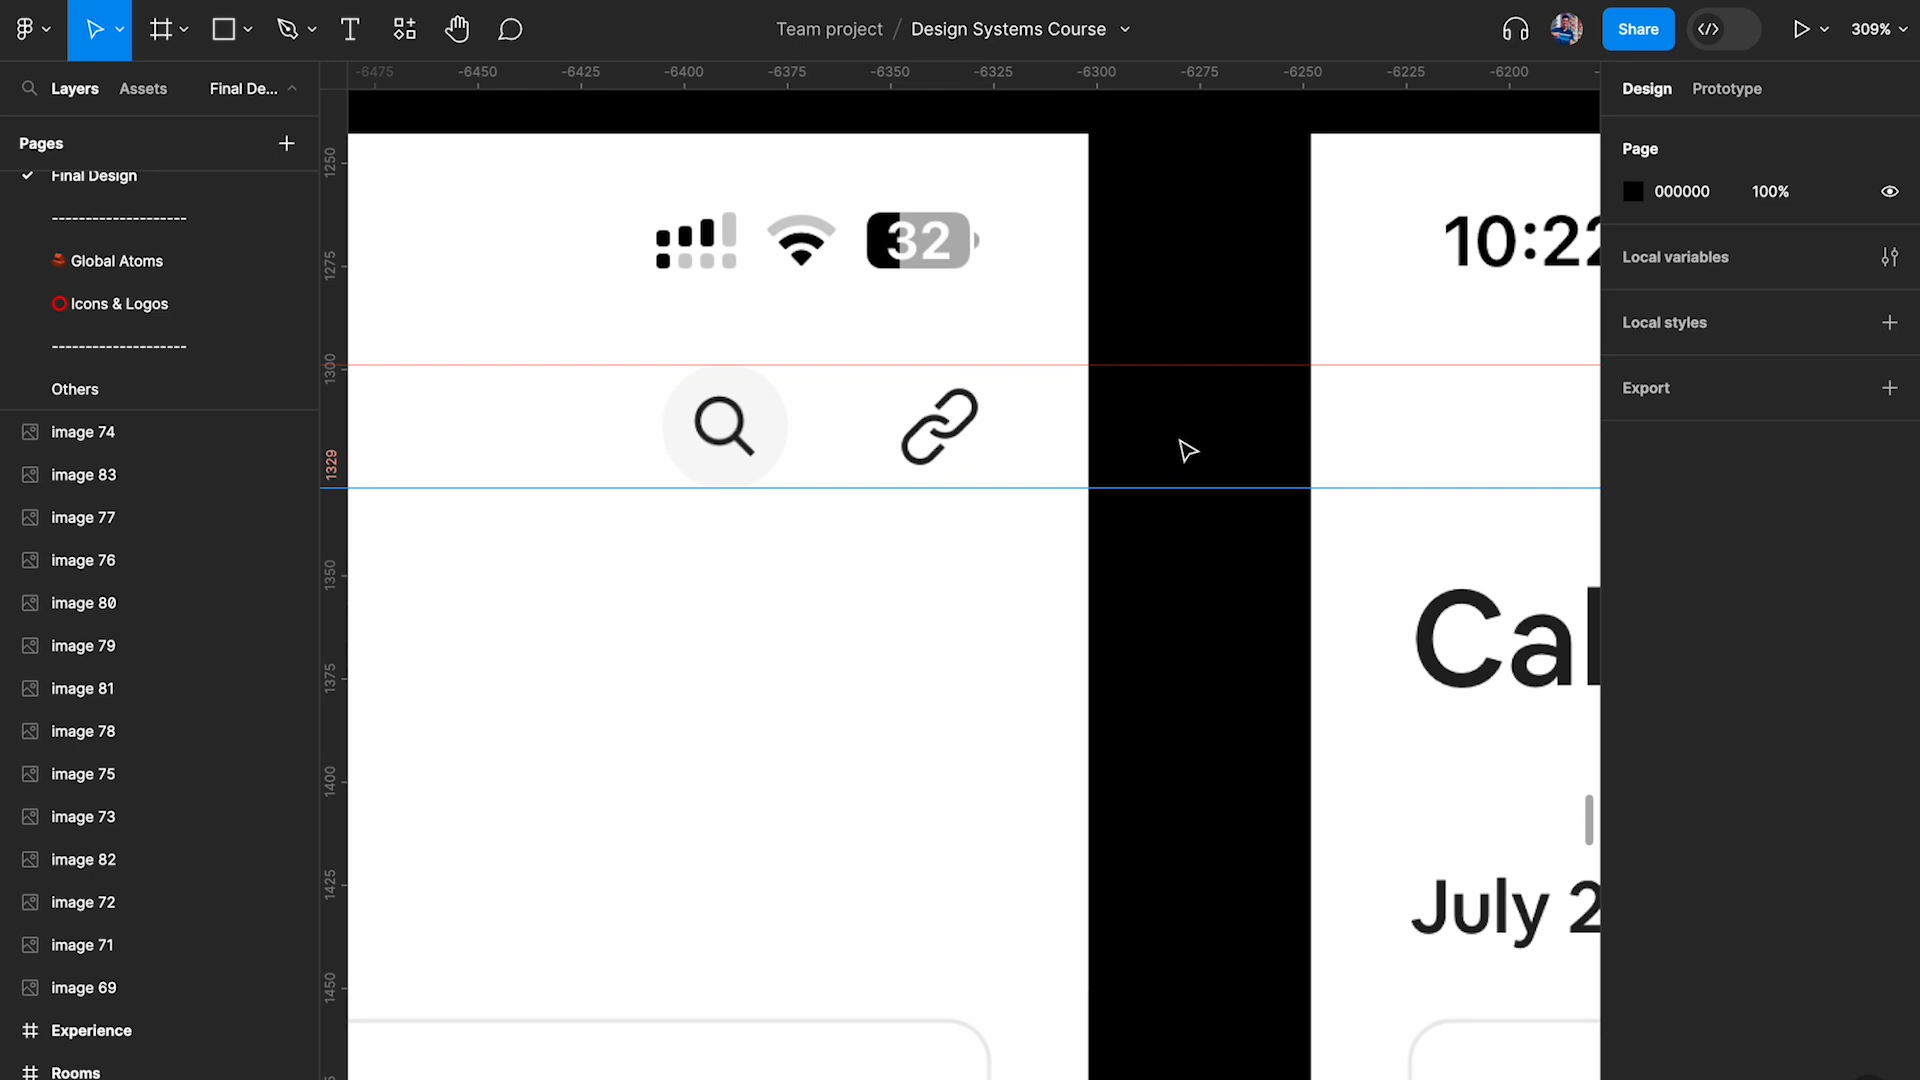 Team project / Design Systems Course
Share
309%
Layers Assets Final De...
-6475 -6450 -6425 -6400 -6375 -6350 -6325 -6300 -6275 -6250 -6225 -6200
Design Prototype
Pages
Final Design
--------------------
Global Atoms
Icons & Logos
--------------------
Others
image 74
image 83
image 77
image 76
image 80
image 79
image 81
image 78
image 75
image 73
image 82
image 72
image 71
image 69
Experience
Rooms
1250
1275
1300
1329
1350
1375
1400
1425
1450
32
10:22
Cal
July 2
Page
000000 100%
Local variables
Local styles
Export